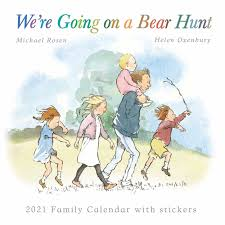 We're Going on a Bear Hunt
Michael Rosen Helen Oxenbury
2021 Family Calendar with stickers